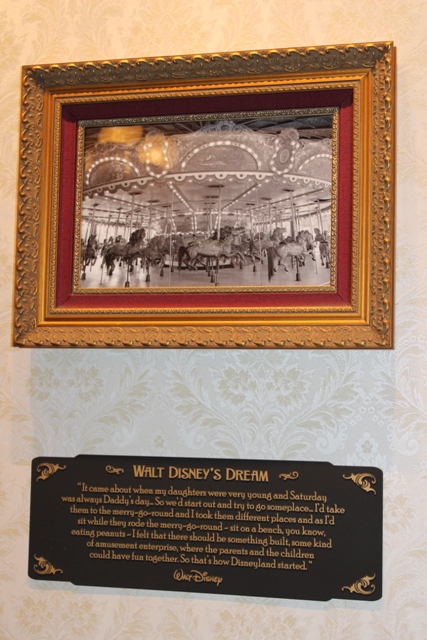 WALT DISNEY'S DREAM
"It came about when my daughters were very young and Saturday
was always Daddy's day... So we'd start out and try to go someplace... I'd take
them to the merry-go-round and I took them different places and as I'd
sit while they rode the merry-go-round – sit on a bench, you know,
eating peanuts – I felt that there should be something built, some kind
of amusement enterprise, where the parents and the children
could have fun together. So that's how Disneyland started."
WALT DISNEY